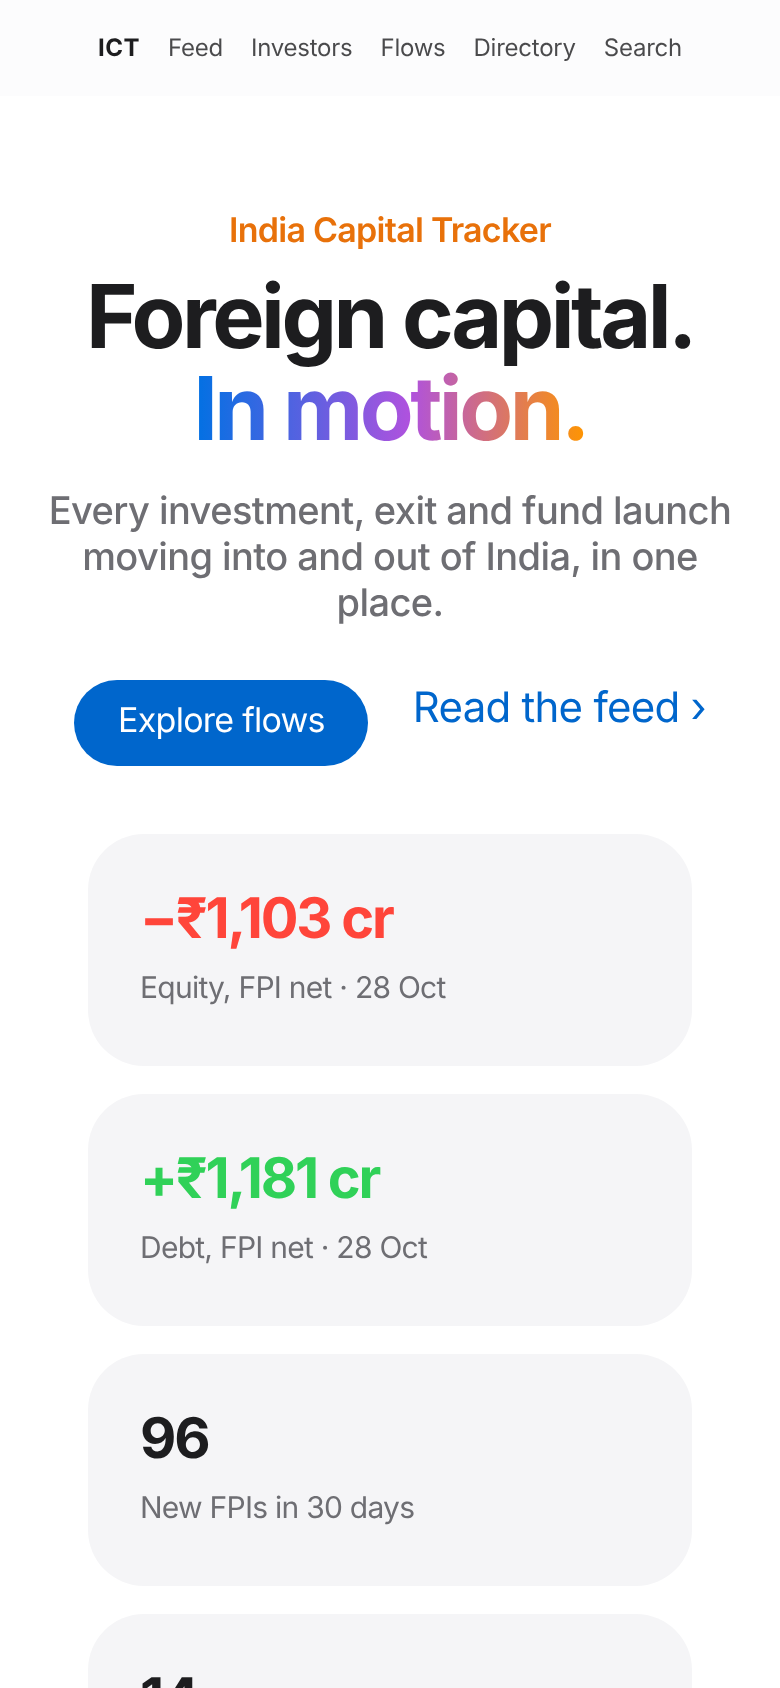 ICT Feed Investors Flows Directory Search
India Capital Tracker
Foreign capital.
In motion.
Every investment, exit and fund launch
moving into and out of India, in one
place.
Explore flows
Read the feed ›
−₹1,103 cr
Equity, FPI net · 28 Oct
+₹1,181 cr
Debt, FPI net · 28 Oct
96
New FPIs in 30 days